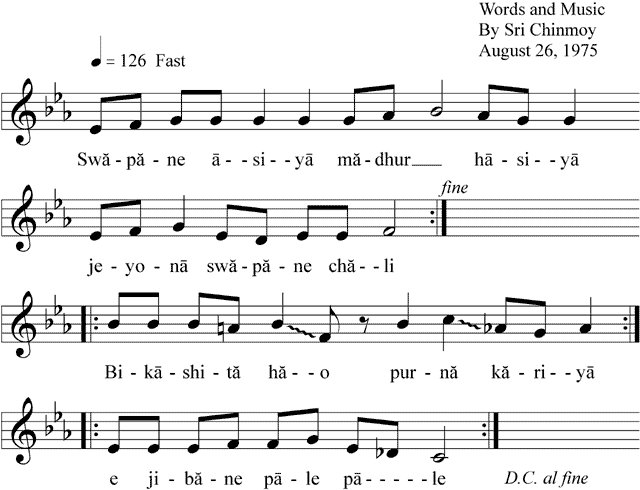 Words and Music
By Sri Chinmoy
August 26, 1975
= 126 Fast
Swă - pă - ne ā - - si - yā mă - dhur____ hā - si - yā
fine
je - yo - nā swă - pă - ne chă - - li
Bi - kā - shi - tă hă - - o pur - nă kă - ri - yā
e ji - bă - ne pā - le pā - - - - - le
D.C. al fine